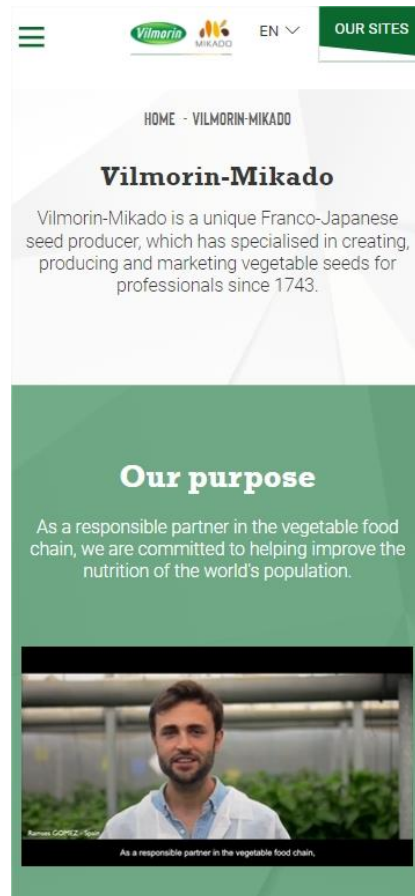 Vilmorin
MIKADO
EN
OUR SITES
HOME - VILMORIN-MIKADO
Vilmorin-Mikado
Vilmorin-Mikado is a unique Franco-Japanese
seed producer, which has specialised in creating,
producing and marketing vegetable seeds for
professionals since 1743.
Our purpose
As a responsible partner in the vegetable food
chain, we are committed to helping improve the
nutrition of the world's population.
Ramses GOMEZ - Spain
As a responsible partner in the vegetable food chain,